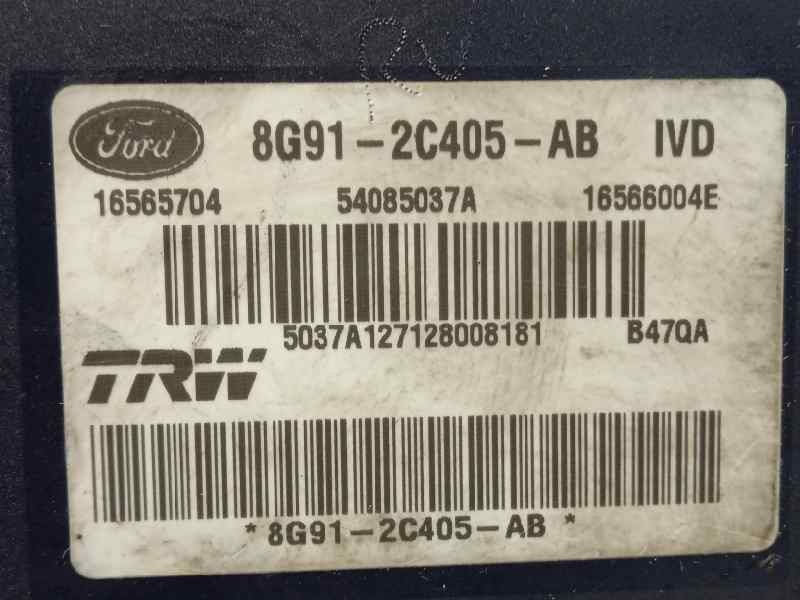 Ford 8G91-2C405-AB IVD
16565704 54085037A 16566004E
5037A127128008181 B47QA
TRW
* 8G91-2C405-AB *